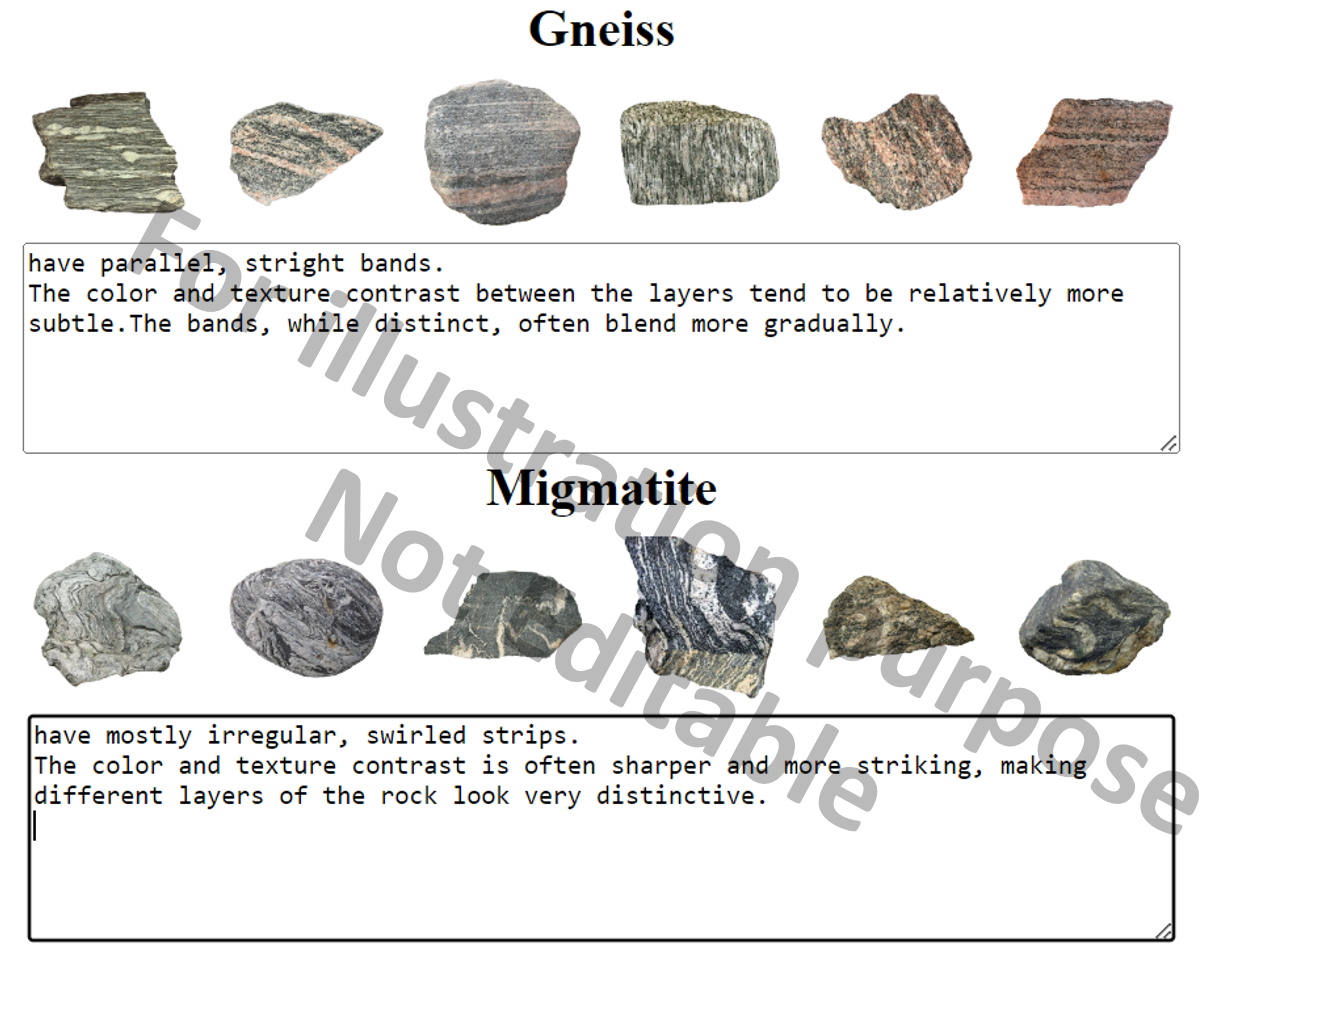 Gneiss
have parallel, stright bands.
The color and texture contrast between the layers tend to be relatively more
subtle.The bands, while distinct, often blend more gradually.
Migmatite
have mostly irregular, swirled strips.
The color and texture contrast is often sharper and more striking, making
different layers of the rock look very distinctive.
For illustration purpose
Not editable